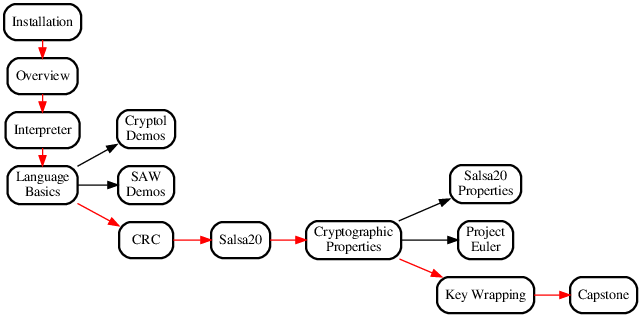 Installation
Overview
Interpreter
Language
Basics
Cryptol
Demos
SAW
Demos
CRC
Salsa20
Cryptographic
Properties
Salsa20
Properties
Project
Euler
Key Wrapping
Capstone